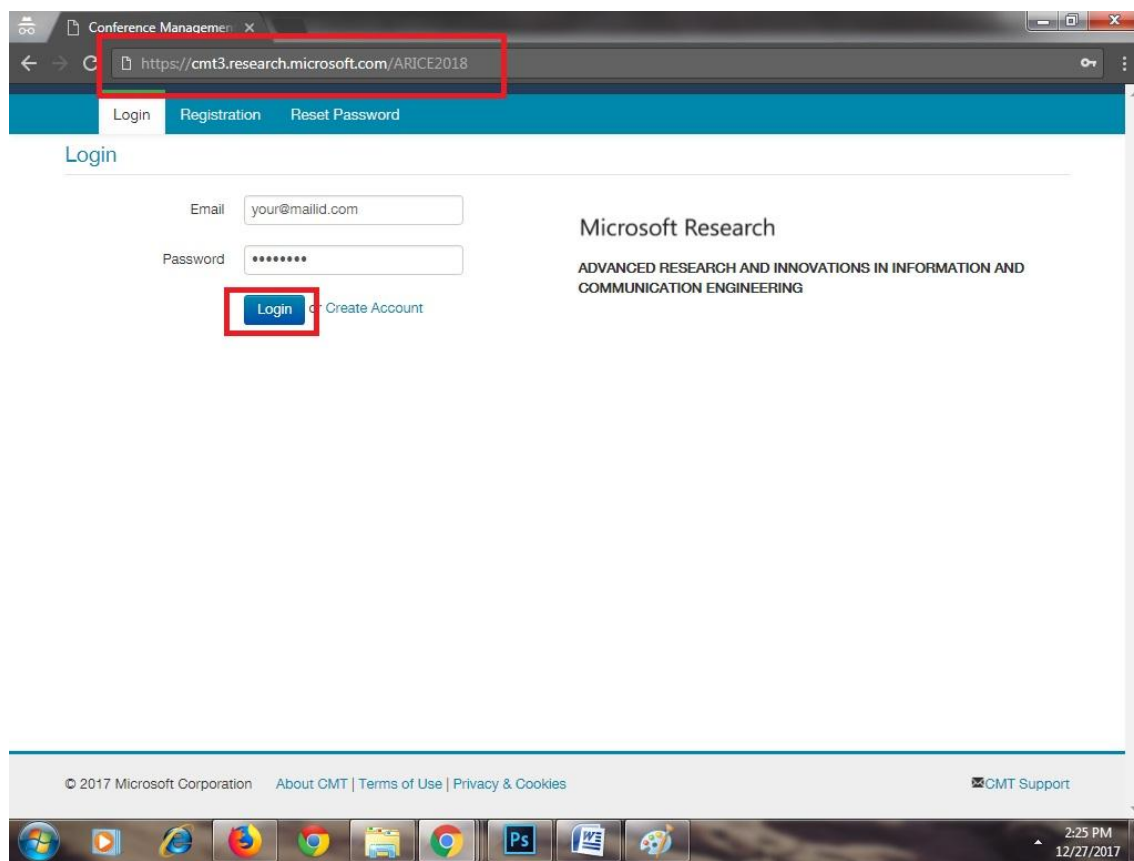 Conference Managemen
https://cmt3.research.microsoft.com/ARICE2018
Login Registration Reset Password
Login
Email your@mailid.com
Password ••••••••
Login or Create Account
Microsoft Research
ADVANCED RESEARCH AND INNOVATIONS IN INFORMATION AND
COMMUNICATION ENGINEERING
© 2017 Microsoft Corporation About CMT | Terms of Use | Privacy & Cookies CMT Support
Ps W
2:25 PM
12/27/2017